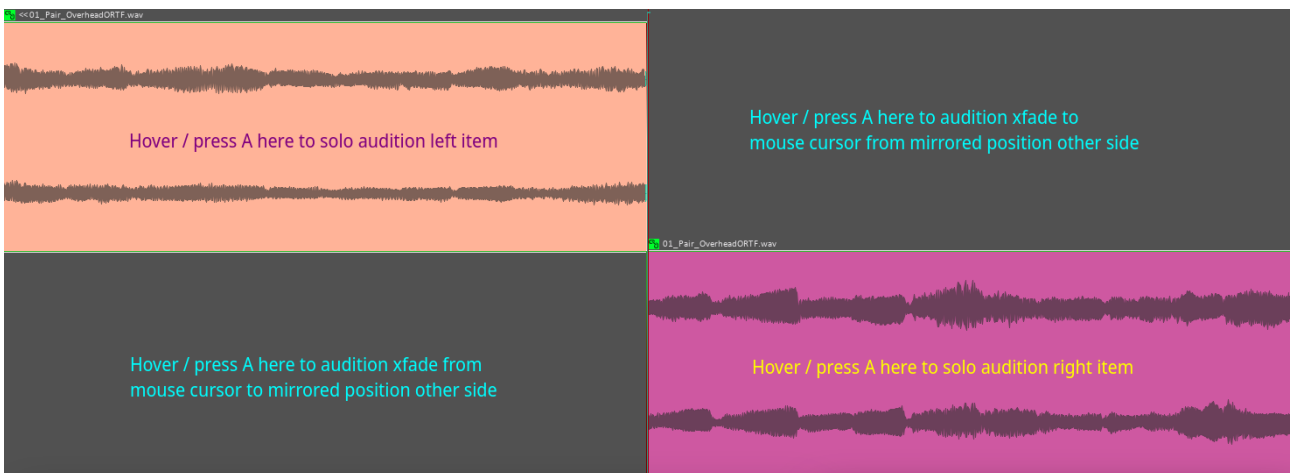 <<01_Pair_OverheadORTF.wav
Hover / press A here to solo audition left item
Hover / press A here to audition xfade to
mouse cursor from mirrored position other side
01_Pair_OverheadORTF.wav
Hover / press A here to audition xfade from
mouse cursor to mirrored position other side
Hover / press A here to solo audition right item